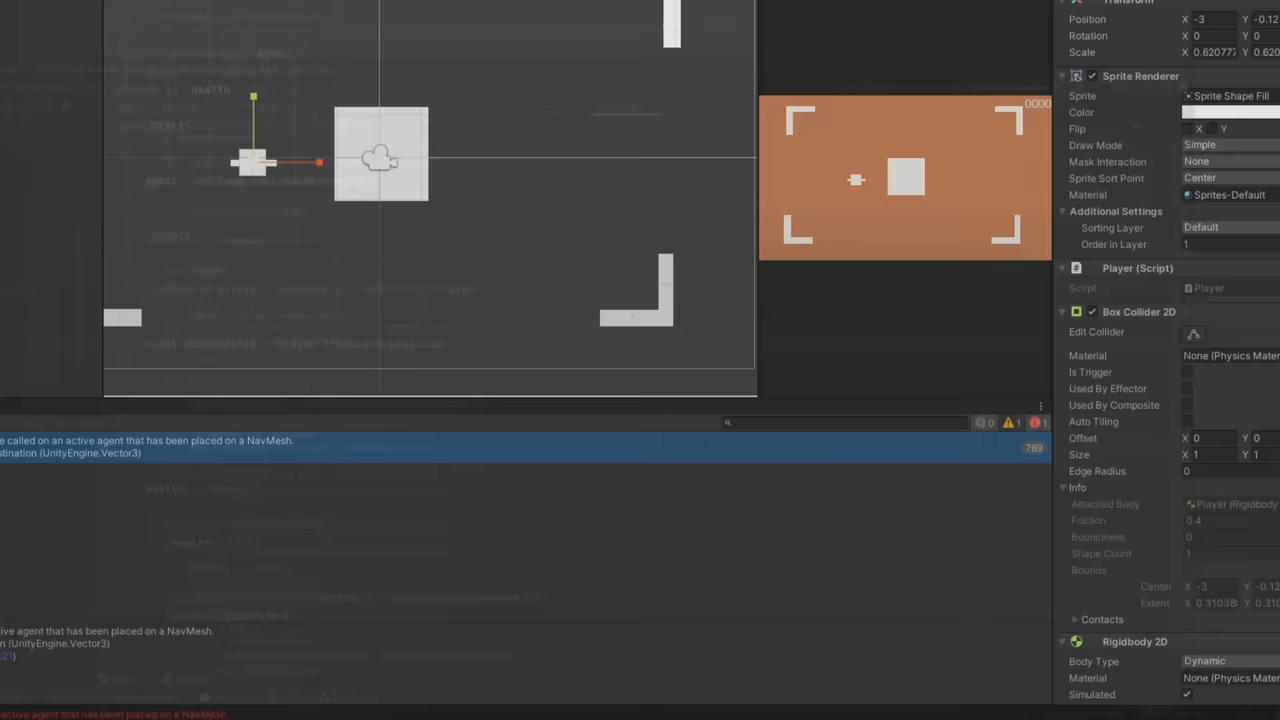 Transform
Position X -3 Y -0.12
Rotation X 0 Y 0
Scale X 0.62077 Y 0.620
Sprite Renderer
Sprite Sprite Shape Fill
Color
Flip X Y
Draw Mode Simple
Mask Interaction None
Sprite Sort Point Center
Material Sprites-Default
Additional Settings
Sorting Layer Default
Order in Layer 1
Player (Script)
Script Player
Box Collider 2D
Edit Collider
Material None (Physics Mater
Is Trigger
Used By Effector
Used By Composite
Auto Tiling
Offset X 0 Y 0
Size X 1 Y 1
Edge Radius 0
Info
Attached Body Player (Rigidbody
Friction 0.4
Bounciness 0
Shape Count 1
Bounds
Center X -3 Y -0.12
Extent X 0.31038 Y 0.310
Contacts
Rigidbody 2D
Body Type Dynamic
Material None (Physics Mater
Simulated
0000
0 1 1
e called on an active agent that has been placed on a NavMesh.
stination (UnityEngine.Vector3)
789
tive agent that has been placed on a NavMesh.
n (UnityEngine.Vector3)
:21)
active agent that has been placed on a NavMesh.